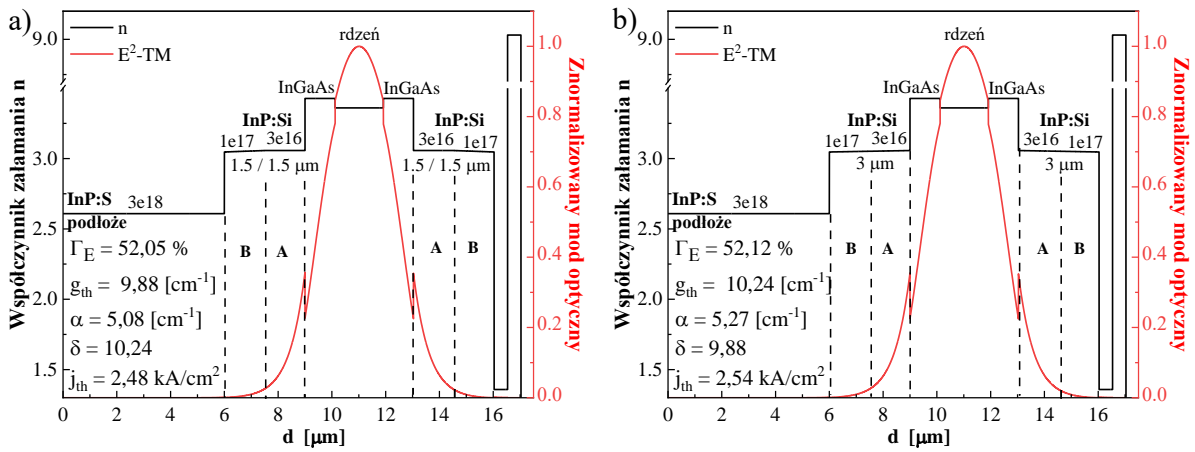 a)
n
E²-TM
rdzeń
InGaAs
InGaAs
InP:Si
InP:Si
1e17
3e16
3e16
1e17
1.5 / 1.5 μm
1.5 / 1.5 μm
InP:S
3e18
podłoże
B
A
A
B
Γ_E = 52,05 %
g_th = 9,88 [cm⁻¹]
α = 5,08 [cm⁻¹]
δ = 10,24
j_th = 2,48 kA/cm²
Współczynnik załamania n
9.0
3.0
2.5
2.0
1.5
0
2
4
6
8
10
12
14
16
d [μm]
1.0
0.8
0.6
0.4
0.2
0.0
Znormalizowany mod optyczny
b)
n
E²-TM
rdzeń
InGaAs
InGaAs
InP:Si
InP:Si
1e17
3e16
3e16
1e17
3 μm
3 μm
InP:S
3e18
podłoże
B
A
A
B
Γ_E = 52,12 %
g_th = 10,24 [cm⁻¹]
α = 5,27 [cm⁻¹]
δ = 9,88
j_th = 2,54 kA/cm²
Współczynnik załamania n
9.0
3.0
2.5
2.0
1.5
0
2
4
6
8
10
12
14
16
d [μm]
1.0
0.8
0.6
0.4
0.2
0.0
Znormalizowany mod optyczny